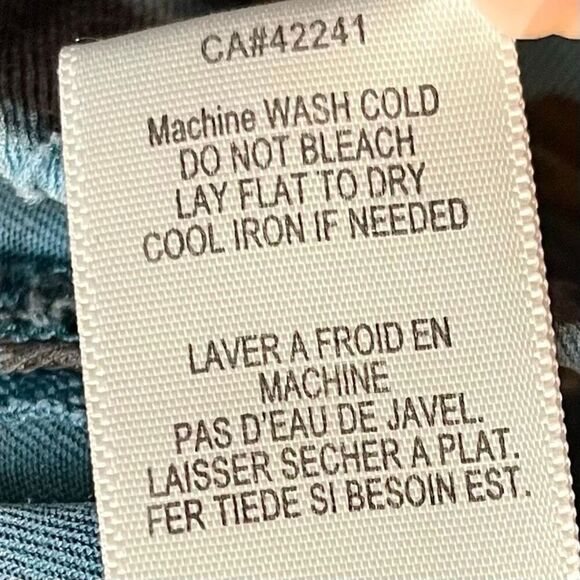 CA#42241
Machine WASH COLD
DO NOT BLEACH
LAY FLAT TO DRY
COOL IRON IF NEEDED
LAVER A FROID EN
MACHINE
PAS D'EAU DE JAVEL.
LAISSER SECHER A PLAT.
FER TIEDE SI BESOIN EST.